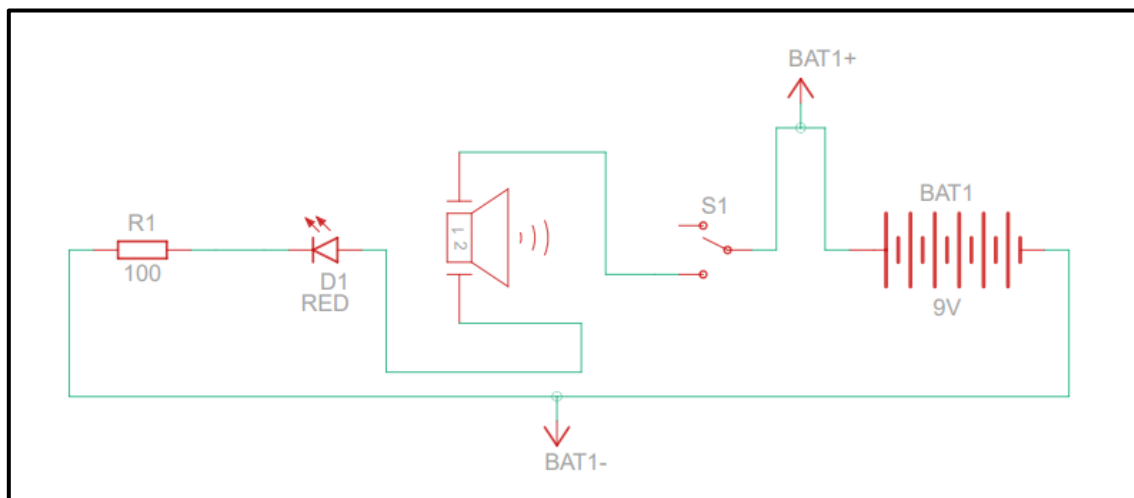 BAT1+
R1
100
D1
RED
1 2
S1
BAT1
9V
BAT1-